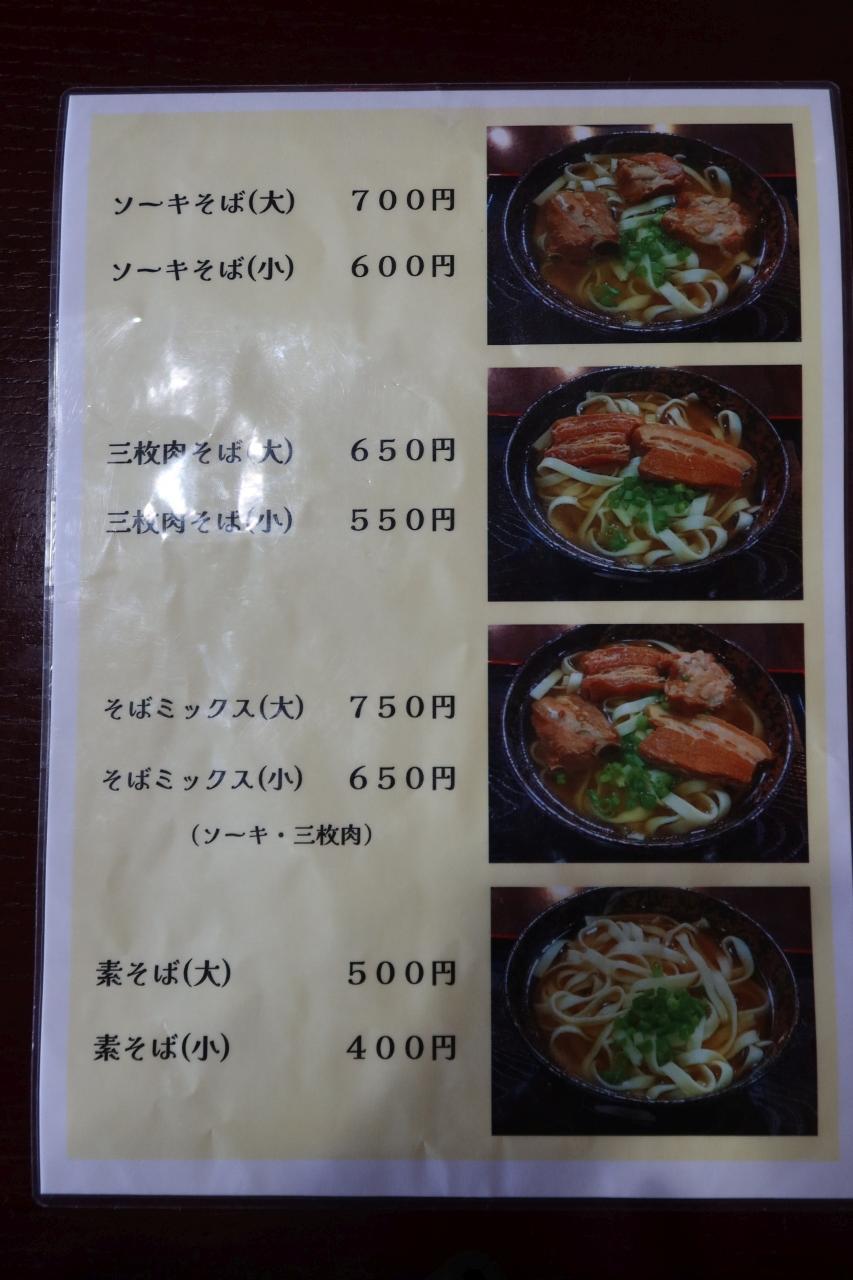 ソ〜キそば(大) 700円
ソ〜キそば(小) 600円
三枚肉そば(大) 650円
三枚肉そば(小) 550円
そばミックス(大) 750円
そばミックス(小) 650円
(ソ〜キ・三枚肉)
素そば(大) 500円
素そば(小) 400円